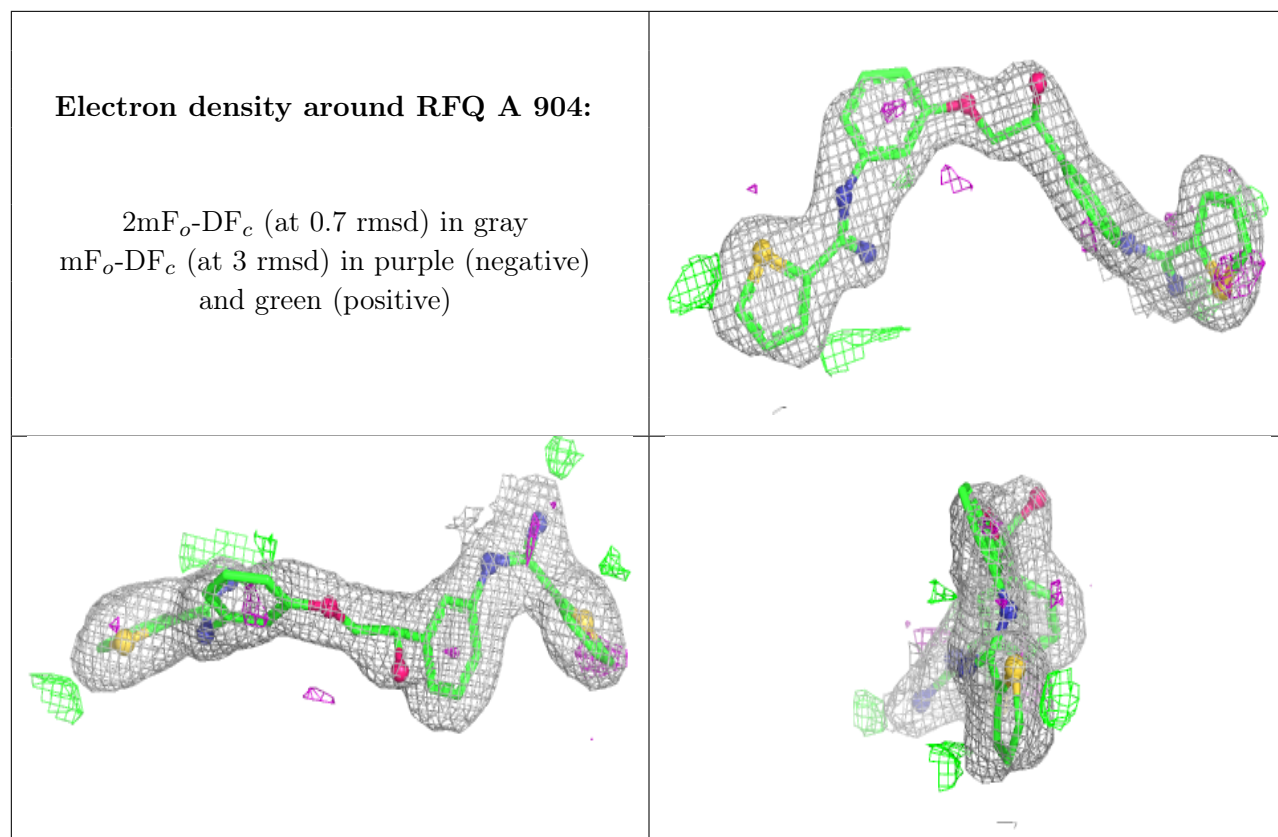 Electron density around RFQ A 904:
2mFo-DFc (at 0.7 rmsd) in gray
mFo-DFc (at 3 rmsd) in purple (negative)
and green (positive)